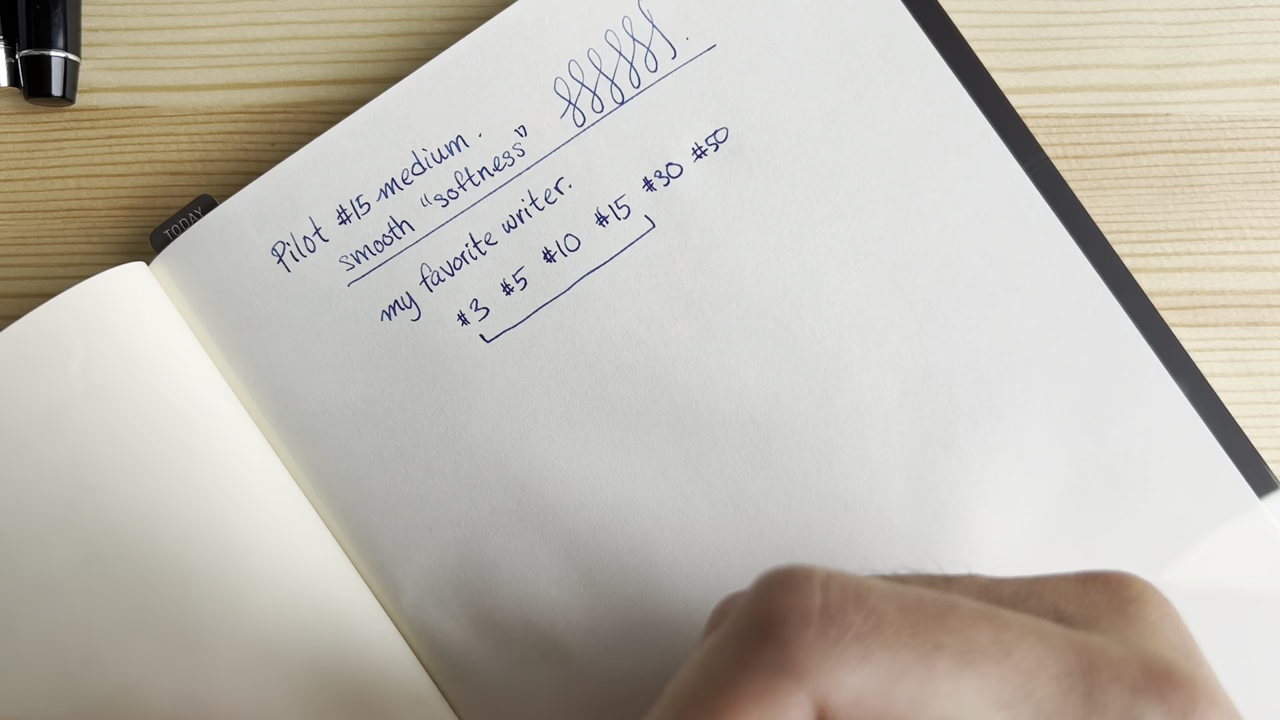 TODAY
Pilot #15 medium.
smooth "softness"
my favorite writer.
#3 #5 #10 #15 #30 #50